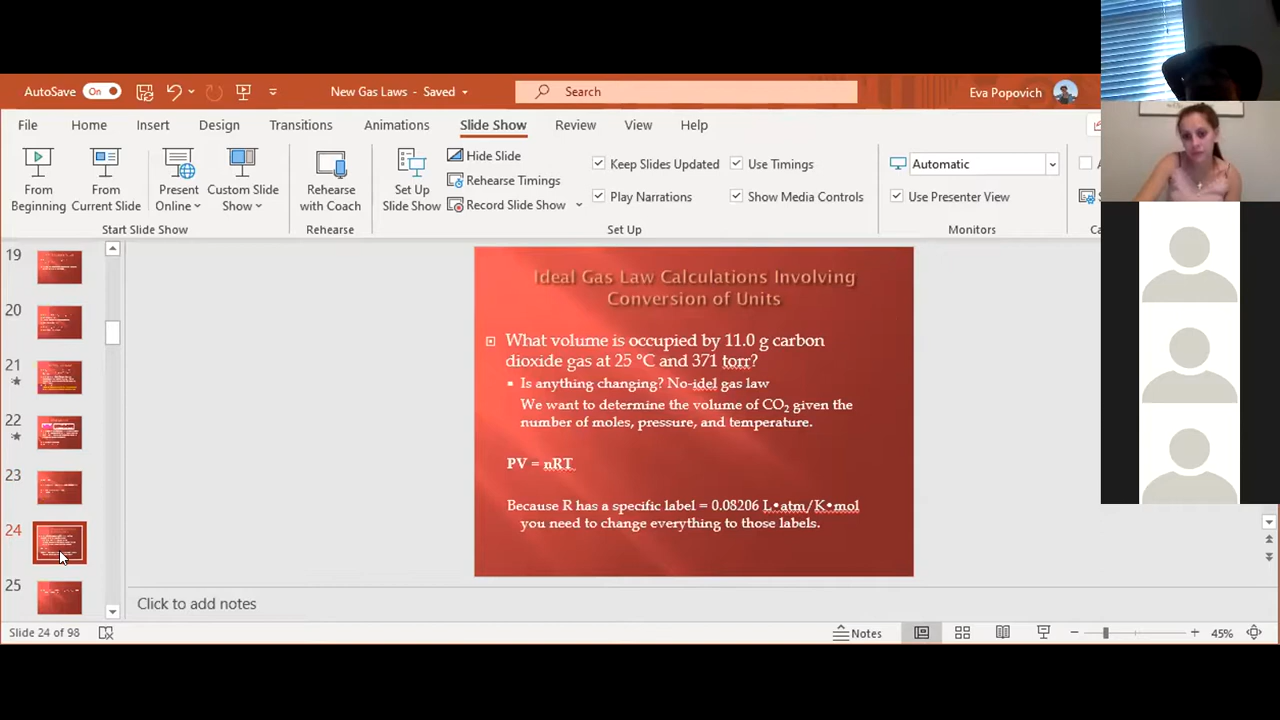 AutoSave On New Gas Laws - Saved Search Eva Popovich
File Home Insert Design Transitions Animations Slide Show Review View Help
From Beginning
From Current Slide
Present Online
Custom Slide Show
Start Slide Show
Rehearse with Coach
Rehearse
Set Up Slide Show
Hide Slide
Rehearse Timings
Record Slide Show
Keep Slides Updated
Use Timings
Play Narrations
Show Media Controls
Set Up
Automatic
Use Presenter View
Monitors
19
20
21
22
23
24
25
Ideal Gas Law Calculations Involving
Conversion of Units
What volume is occupied by 11.0 g carbon
dioxide gas at 25 °C and 371 torr?
Is anything changing? No-idel gas law
We want to determine the volume of CO₂ given the
number of moles, pressure, and temperature.
PV = nRT
Because R has a specific label = 0.08206 L•atm/K•mol
you need to change everything to those labels.
Click to add notes
Slide 24 of 98 Notes 45%